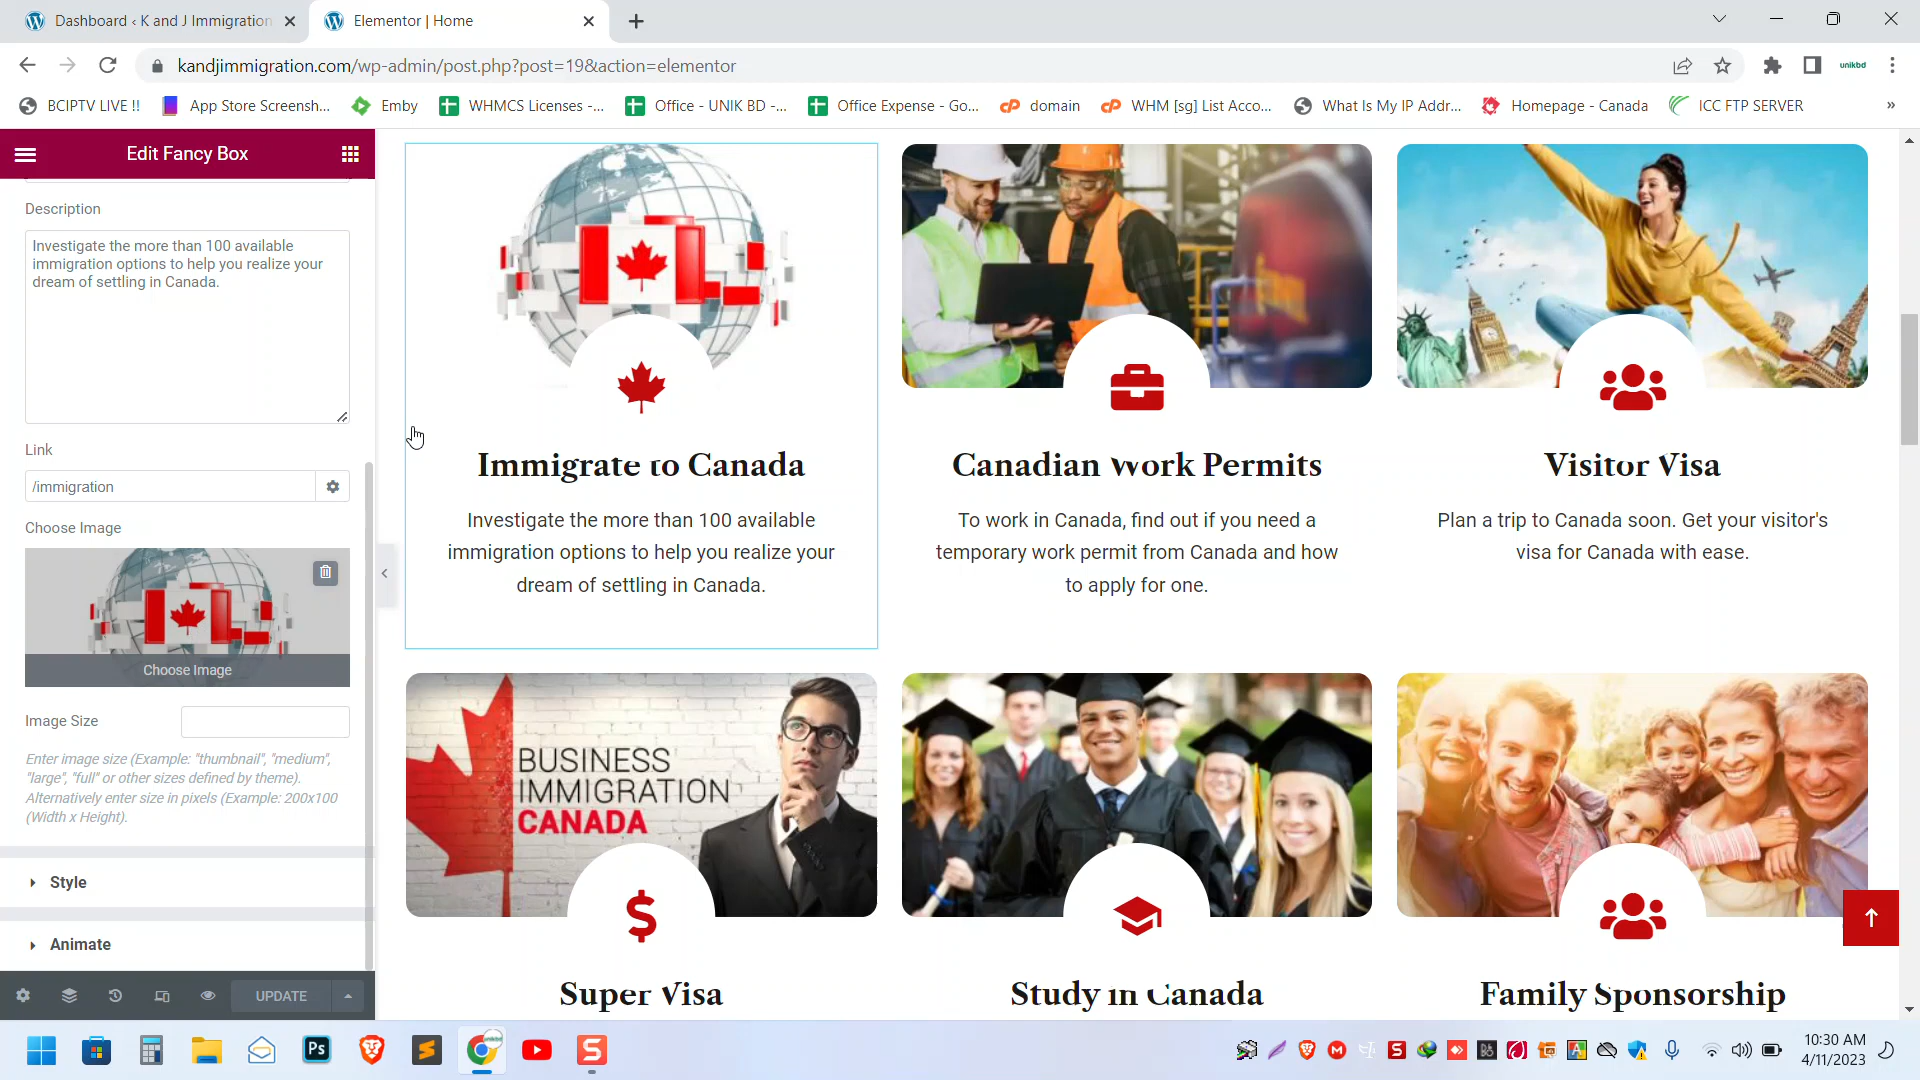 Dashboard ‹ K and J Immigration
Elementor | Home
kandjimmigration.com/wp-admin/post.php?post=19&action=elementor
unikbd
BCIPTV LIVE !!
App Store Screensh...
Emby
WHMCS Licenses -...
Office - UNIK BD -...
Office Expense - Go...
domain
WHM [sg] List Acco...
What Is My IP Addr...
Homepage - Canada
ICC FTP SERVER
»
Edit Fancy Box
Description
Investigate the more than 100 available
immigration options to help you realize your
dream of settling in Canada.
Link
/immigration
Choose Image
Choose Image
Image Size
Enter image size (Example: "thumbnail", "medium",
"large", "full" or other sizes defined by theme).
Alternatively enter size in pixels (Example: 200x100
(Width x Height).
Style
Animate
UPDATE
Immigrate to Canada
Investigate the more than 100 available
immigration options to help you realize your
dream of settling in Canada.
Canadian Work Permits
To work in Canada, find out if you need a
temporary work permit from Canada and how
to apply for one.
Visitor Visa
Plan a trip to Canada soon. Get your visitor's
visa for Canada with ease.
BUSINESS
IMMIGRATION
CANADA
$
Super Visa
Study in Canada
Family Sponsorship
Ps
10:30 AM
4/11/2023